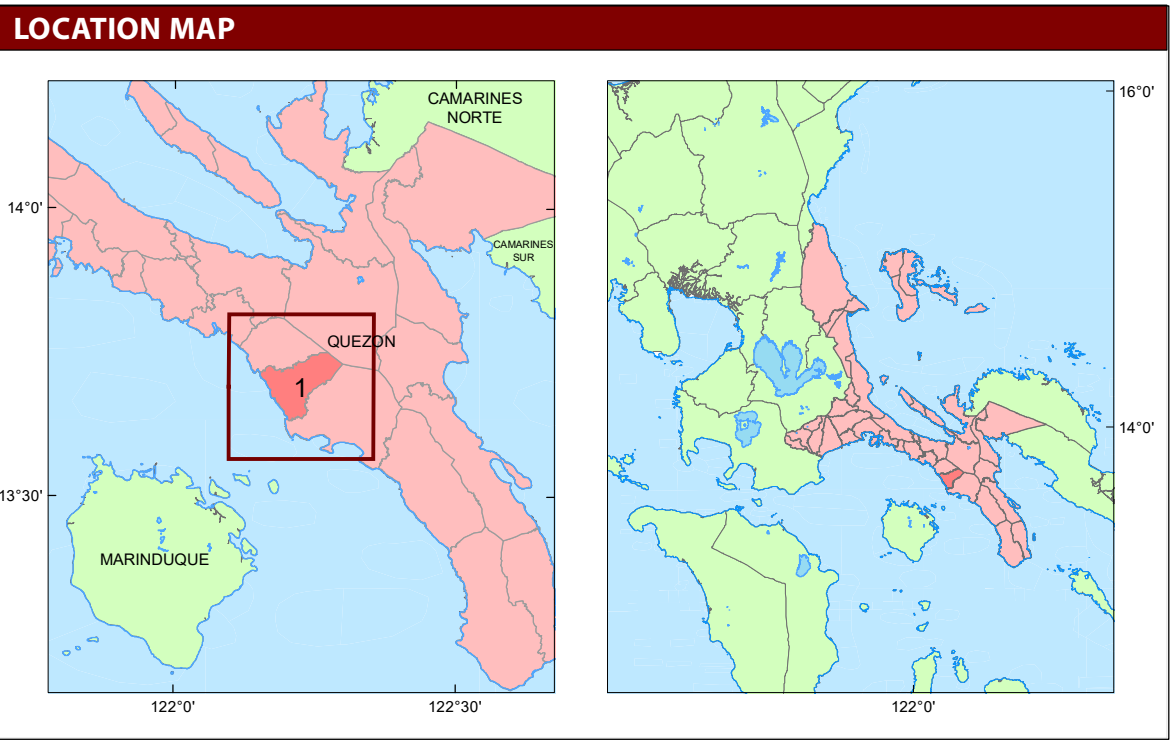 LOCATION MAP
CAMARINES
NORTE
16°0'
14°0'
CAMARINES
SUR
QUEZON
1
14°0'
13°30'
MARINDUQUE
122°0'
122°30'
122°0'